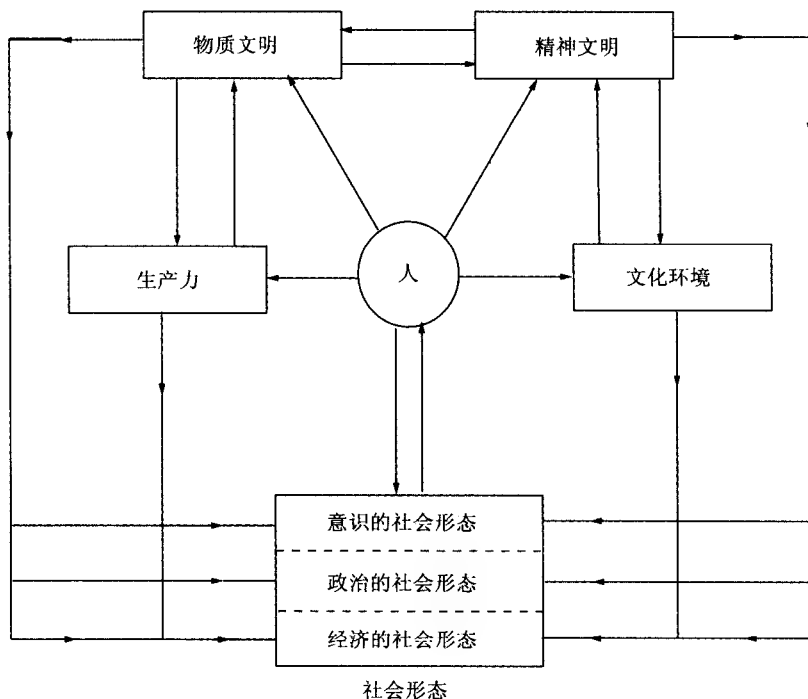 物质文明
精神文明
生产力
人
文化环境
意识的社会形态
政治的社会形态
经济的社会形态
社会形态